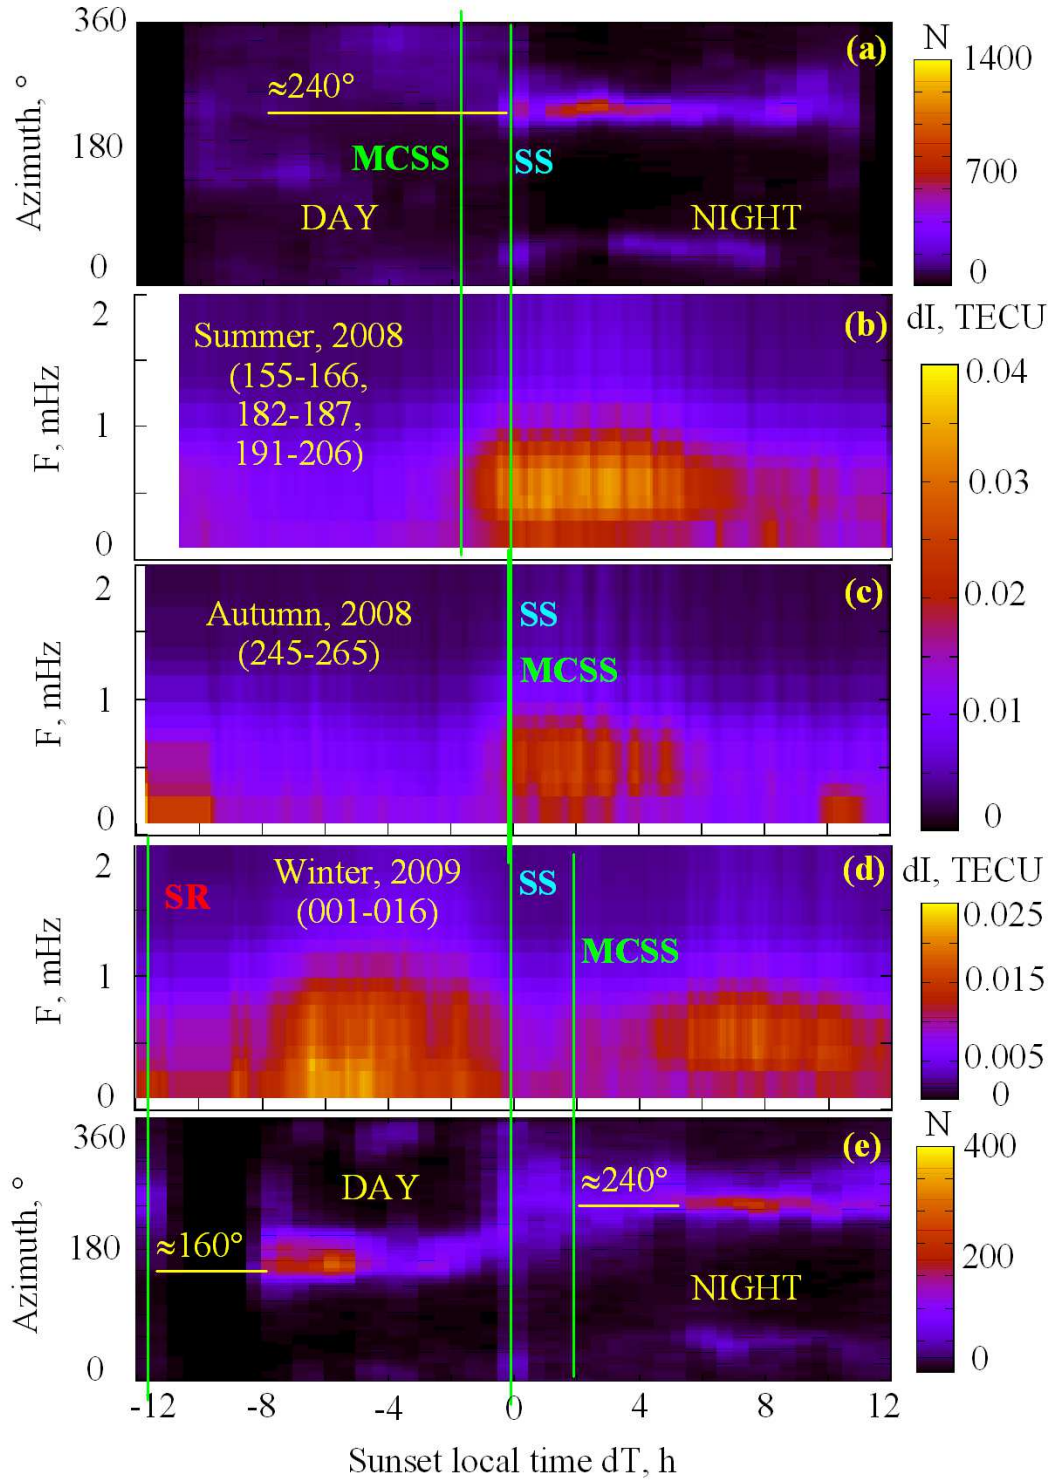 360
(a)
N
1400
≈240°
Azimuth, °
180
MCSS
SS
700
DAY
NIGHT
0
0
2
(b)
dI, TECU
Summer, 2008
(155-166,
182-187,
191-206)
0.04
F, mHz
1
0.03
0
2
(c)
Autumn, 2008
(245-265)
SS
0.02
MCSS
F, mHz
1
0.01
0
0
2
(d)
dI, TECU
SR
Winter, 2009
(001-016)
SS
0.025
MCSS
F, mHz
1
0.015
0.005
0
0
360
(e)
N
400
DAY
≈240°
Azimuth, °
180
≈160°
200
NIGHT
0
0
-12
-8
-4
0
4
8
12
Sunset local time dT, h